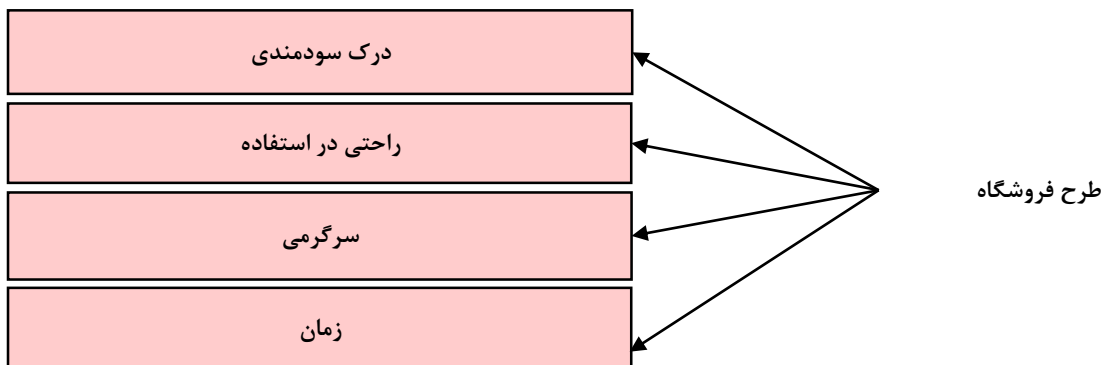 درک سودمندی
راحتی در استفاده
طرح فروشگاه
سرگرمی
زمان